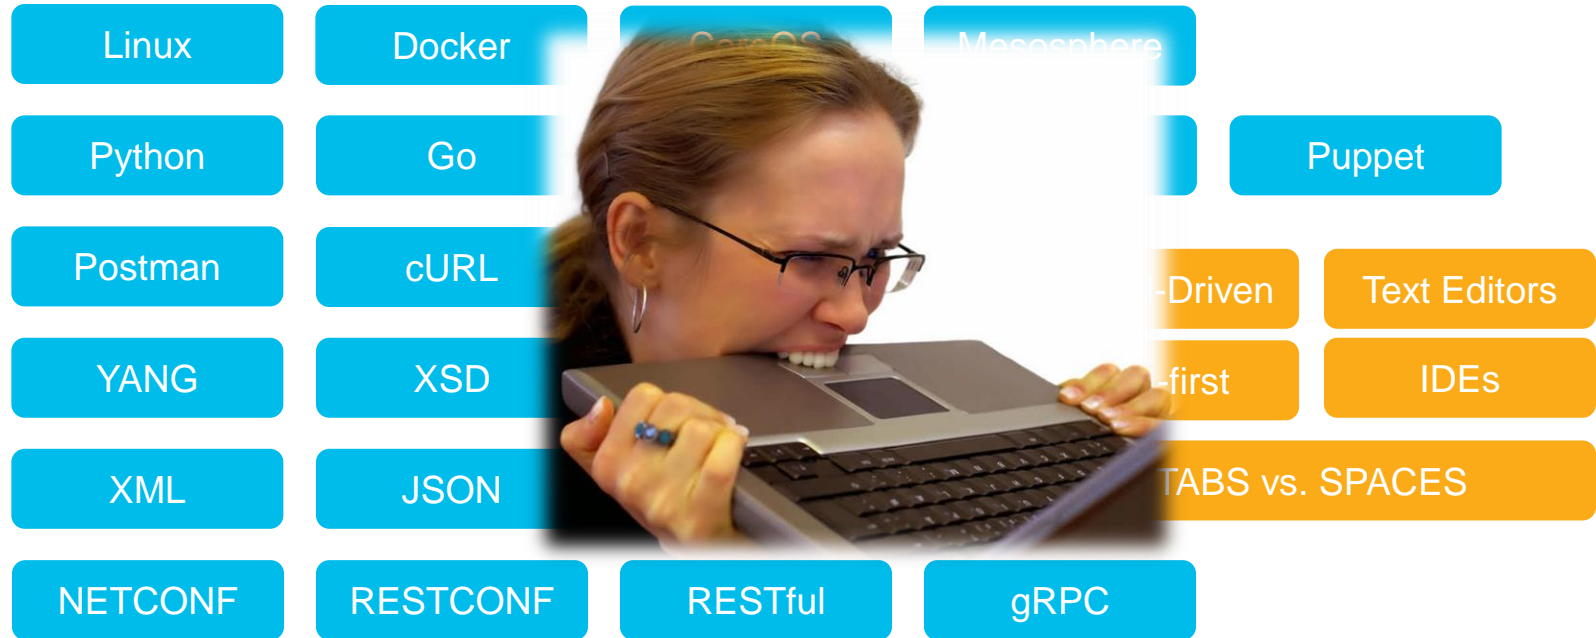 Linux
Docker
CoreOS
Mesosphere
Python
Go
Puppet
Postman
cURL
-Driven
Text Editors
YANG
XSD
-first
IDEs
XML
JSON
TABS vs. SPACES
NETCONF
RESTCONF
RESTful
gRPC